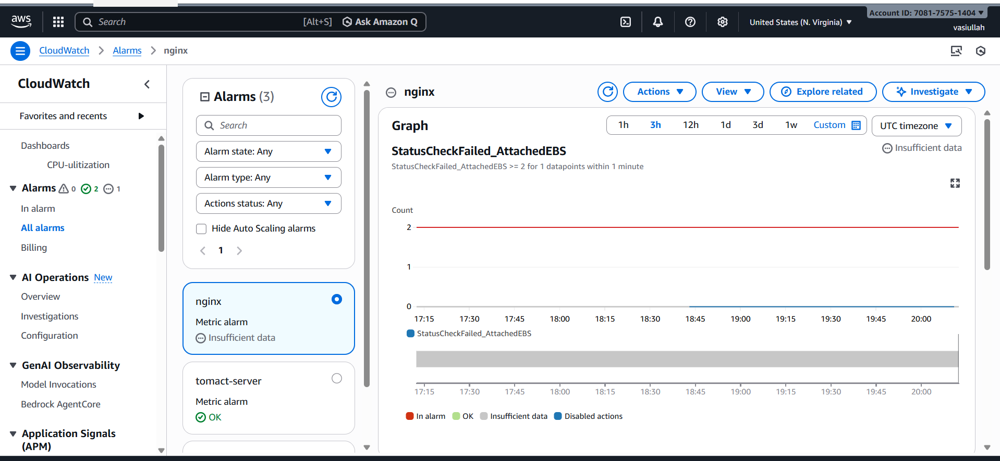 aws
Search [Alt+S] Ask Amazon Q
United States (N. Virginia)
Account ID: 7081-7575-1404
vasiullah
CloudWatch
Alarms
nginx
CloudWatch
Favorites and recents
Dashboards
CPU-ulitization
Alarms 0 2 1
In alarm
All alarms
Billing
AI Operations New
Overview
Investigations
Configuration
GenAI Observability
Model Invocations
Bedrock AgentCore
Application Signals
(APM)
Alarms (3)
Search
Alarm state: Any
Alarm type: Any
Actions status: Any
Hide Auto Scaling alarms
1
nginx
Metric alarm
Insufficient data
tomact-server
Metric alarm
OK
nginx
Actions
View
Explore related
Investigate
Graph
1h 3h 12h 1d 3d 1w Custom
UTC timezone
StatusCheckFailed_AttachedEBS
Insufficient data
StatusCheckFailed_AttachedEBS >= 2 for 1 datapoints within 1 minute
Count
2
1
0
17:15 17:30 17:45 18:00 18:15 18:30 18:45 19:00 19:15 19:30 19:45 20:00
StatusCheckFailed_AttachedEBS
17:15 17:30 17:45 18:00 18:15 18:30 18:45 19:00 19:15 19:30 19:45 20:00
In alarm OK Insufficient data Disabled actions